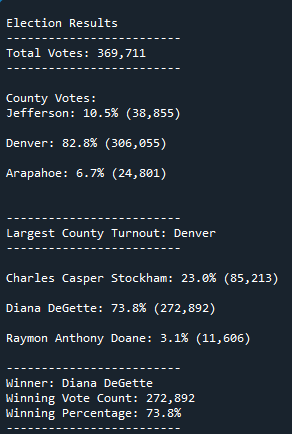 Election Results
-------------------------
Total Votes: 369,711
-------------------------
County Votes:
Jefferson: 10.5% (38,855)
Denver: 82.8% (306,055)
Arapahoe: 6.7% (24,801)
-------------------------
Largest County Turnout: Denver
-------------------------
Charles Casper Stockham: 23.0% (85,213)
Diana DeGette: 73.8% (272,892)
Raymon Anthony Doane: 3.1% (11,606)
-------------------------
Winner: Diana DeGette
Winning Vote Count: 272,892
Winning Percentage: 73.8%
-------------------------